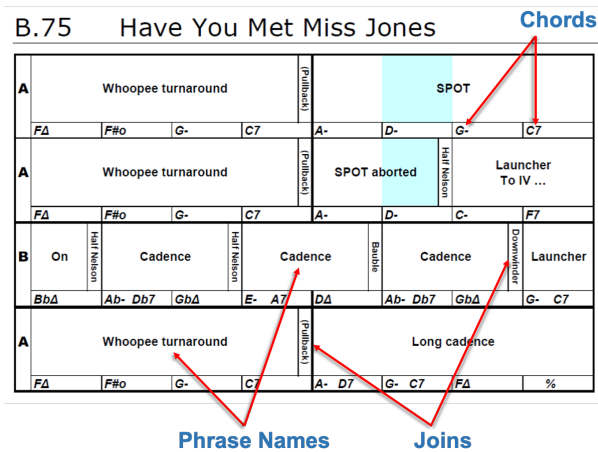 B.75 Have You Met Miss Jones
Chords
A Whoopee turnaround (Pullback) SPOT
FΔ F#o G- C7 A- D- G- C7
A Whoopee turnaround (Pullback) SPOT aborted Half Nelson Launcher
To IV ...
FΔ F#o G- C7 A- D- C- F7
B On Half Nelson Cadence Half Nelson Cadence Bauble Cadence Downwinder Launcher
BbΔ Ab- Db7 GbΔ E- A7 DΔ Ab- Db7 GbΔ G- C7
A Whoopee turnaround (Pullback) Long cadence
FΔ F#o G- C7 A- D7 G- C7 FΔ %
Phrase Names Joins